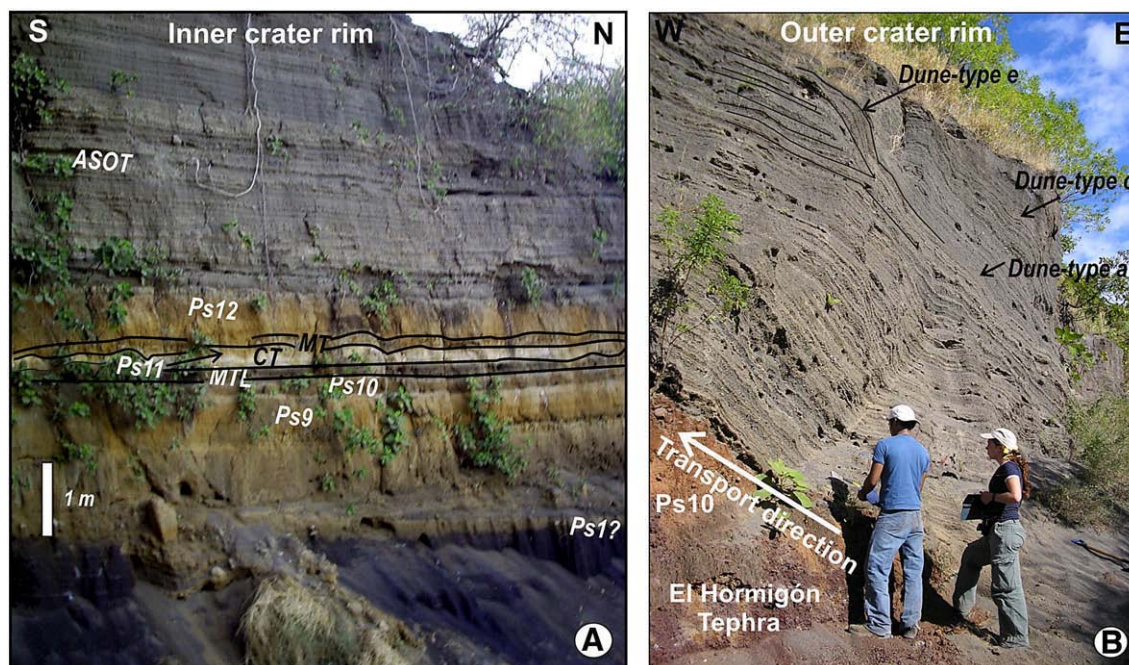 S Inner crater rim N
ASOT
Ps12
MT
CT
Ps11
MTL
Ps10
Ps9
1 m
Ps1?
A
W Outer crater rim E
Dune-type e
Dune-type c
Dune-type a
Transport direction
Ps10
El Hormigón
Tephra
B